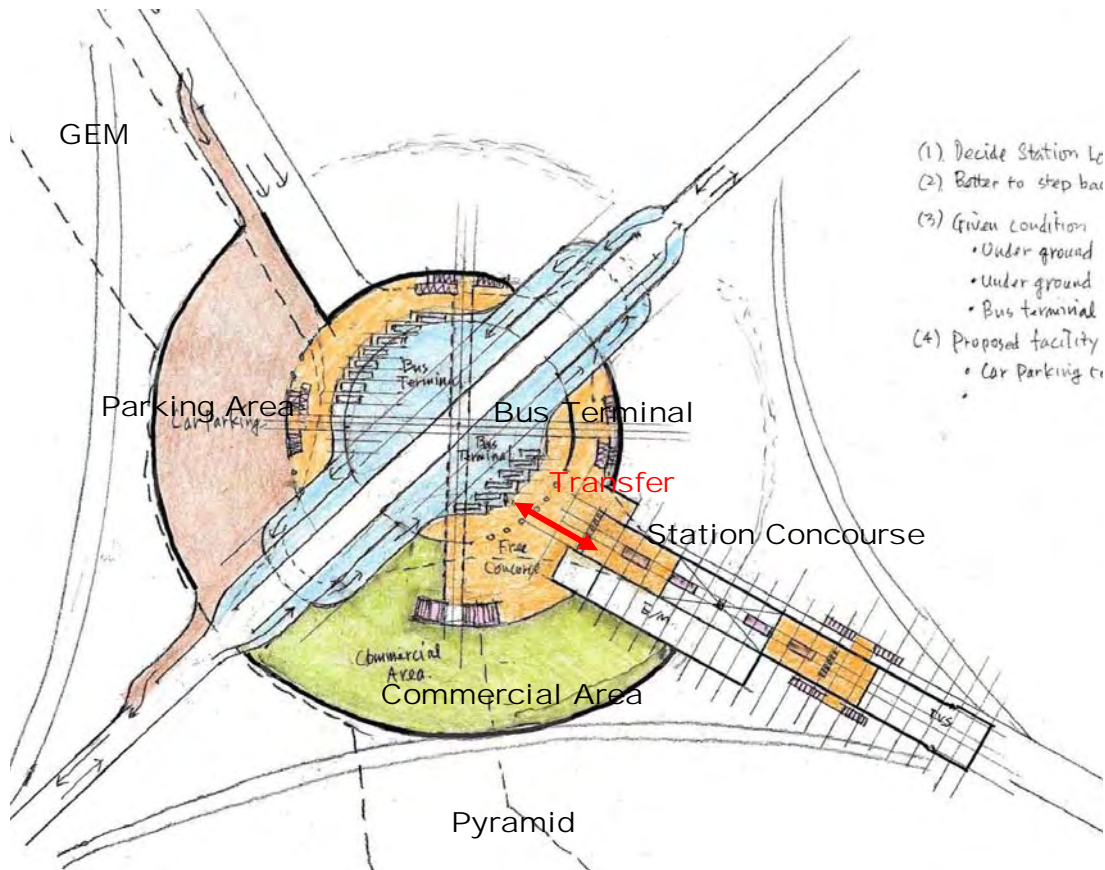 GEM
(1) Decide Station Lo
(2) Better to step bac
(3) Given condition
• Under ground
• Under ground
• Bus terminal
(4) Proposed facility
• Car Parking
•
Bus
Terminal
Parking Area
Car Parking
Bus Terminal
Bus
Terminal
Transfer
Station Concourse
Free
Concorse
E/M.
Commercial
Area.
Commercial Area
T.V.S.
Pyramid